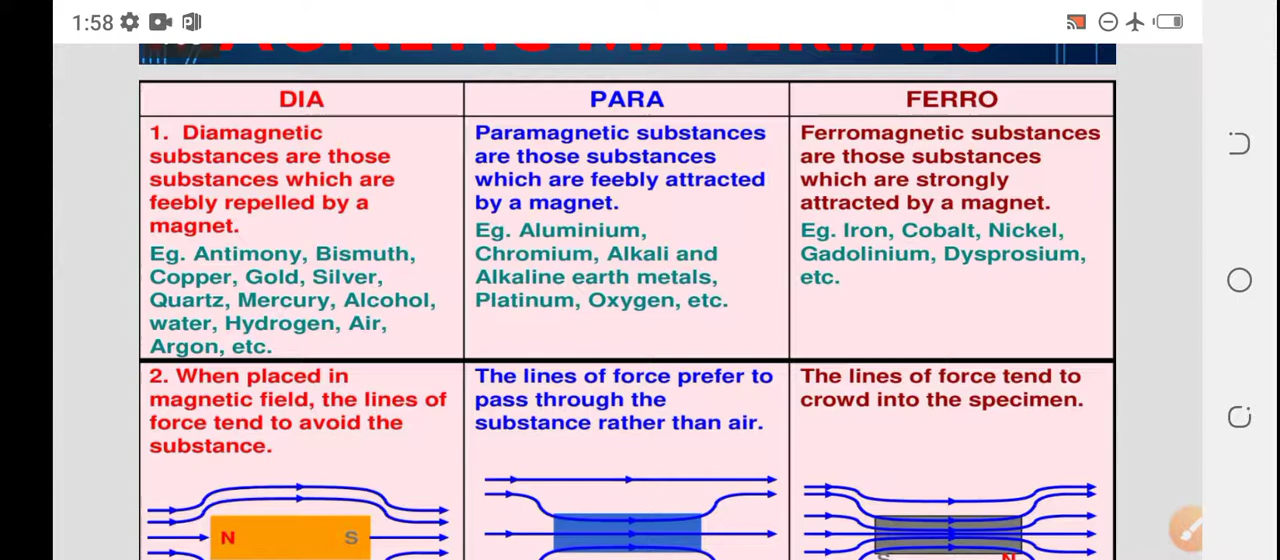 1:58
MAGNETIC MATERIALS
DIA
PARA
FERRO
1. Diamagnetic
substances are those
substances which are
feebly repelled by a
magnet.
Eg. Antimony, Bismuth,
Copper, Gold, Silver,
Quartz, Mercury, Alcohol,
water, Hydrogen, Air,
Argon, etc.
Paramagnetic substances
are those substances
which are feebly attracted
by a magnet.
Eg. Aluminium,
Chromium, Alkali and
Alkaline earth metals,
Platinum, Oxygen, etc.
Ferromagnetic substances
are those substances
which are strongly
attracted by a magnet.
Eg. Iron, Cobalt, Nickel,
Gadolinium, Dysprosium,
etc.
2. When placed in
magnetic field, the lines of
force tend to avoid the
substance.
The lines of force prefer to
pass through the
substance rather than air.
The lines of force tend to
crowd into the specimen.
N S
S N